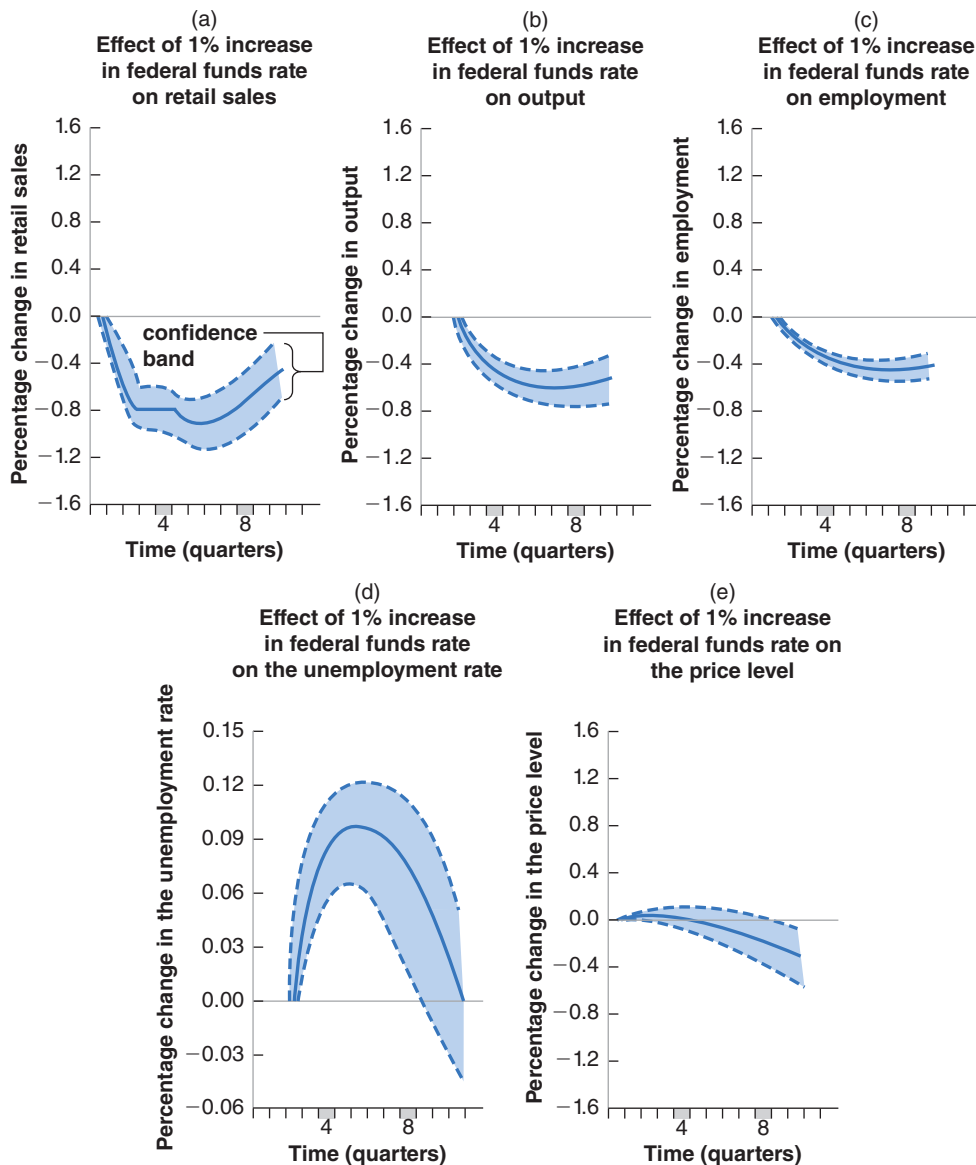 (a)
Effect of 1% increase
in federal funds rate
on retail sales
Percentage change in retail sales
1.6
1.2
0.8
0.4
0.0
−0.4
−0.8
−1.2
−1.6
confidence
band
4
8
Time (quarters)
(b)
Effect of 1% increase
in federal funds rate
on output
Percentage change in output
1.6
1.2
0.8
0.4
0.0
−0.4
−0.8
−1.2
−1.6
4
8
Time (quarters)
(c)
Effect of 1% increase
in federal funds rate
on employment
Percentage change in employment
1.6
1.2
0.8
0.4
0.0
−0.4
−0.8
−1.2
−1.6
4
8
Time (quarters)
(d)
Effect of 1% increase
in federal funds rate
on the unemployment rate
Percentage change in the unemployment rate
0.15
0.12
0.09
0.06
0.03
0.00
−0.03
−0.06
4
8
Time (quarters)
(e)
Effect of 1% increase
in federal funds rate on
the price level
Percentage change in the price level
1.6
1.2
0.8
0.4
0.0
−0.4
−0.8
−1.2
−1.6
4
8
Time (quarters)